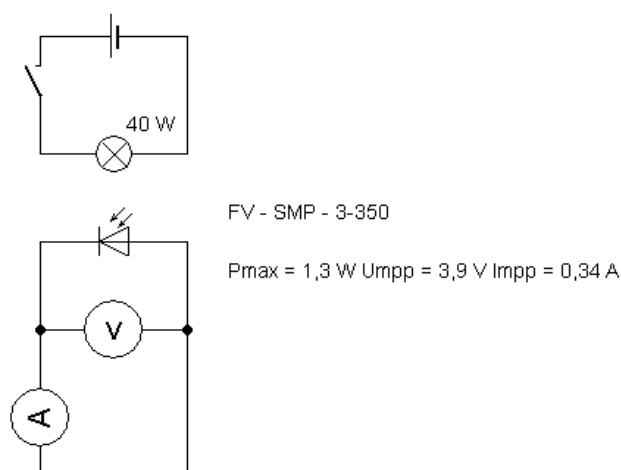 40 W
FV - SMP - 3-350
Pmax = 1,3 W Umpp = 3,9 V Impp = 0,34 A
V
A